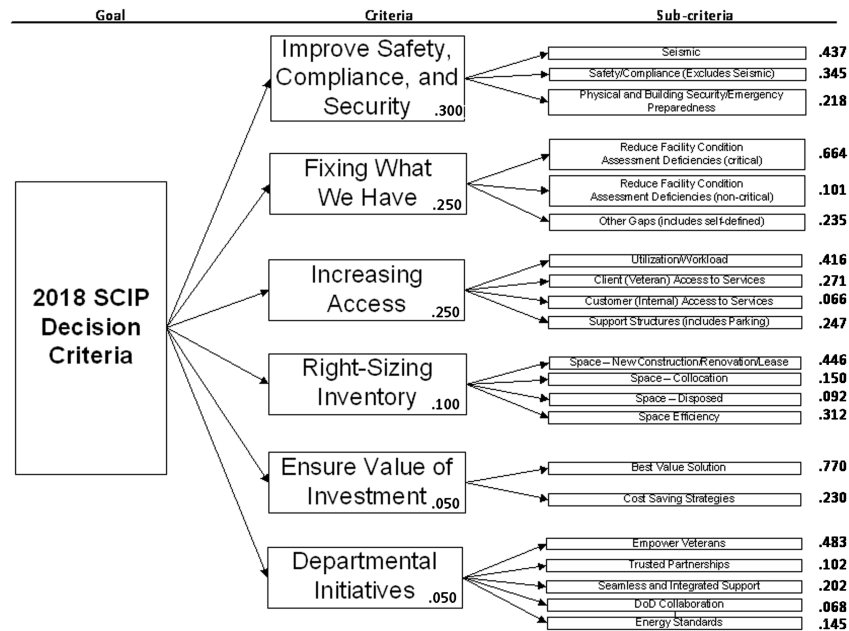 Goal Criteria Sub-criteria
2018 SCIP
Decision
Criteria
Improve Safety,
Compliance, and
Security .300
Seismic .437
Safety/Compliance (Excludes Seismic) .345
Physical and Building Security/Emergency
Preparedness .218
Fixing What
We Have .250
Reduce Facility Condition
Assessment Deficiencies (critical) .664
Reduce Facility Condition
Assessment Deficiencies (non-critical) .101
Other Gaps (includes self-defined) .235
Increasing
Access .250
Utilization/Workload .416
Client (Veteran) Access to Services .271
Customer (Internal) Access to Services .066
Support Structures (includes Parking) .247
Right-Sizing
Inventory .100
Space – New Construction/Renovation/Lease .446
Space – Collocation .150
Space – Disposed .092
Space Efficiency .312
Ensure Value of
Investment .050
Best Value Solution .770
Cost Saving Strategies .230
Departmental
Initiatives .050
Empower Veterans .483
Trusted Partnerships .102
Seamless and Integrated Support .202
DoD Collaboration .068
Energy Standards .145